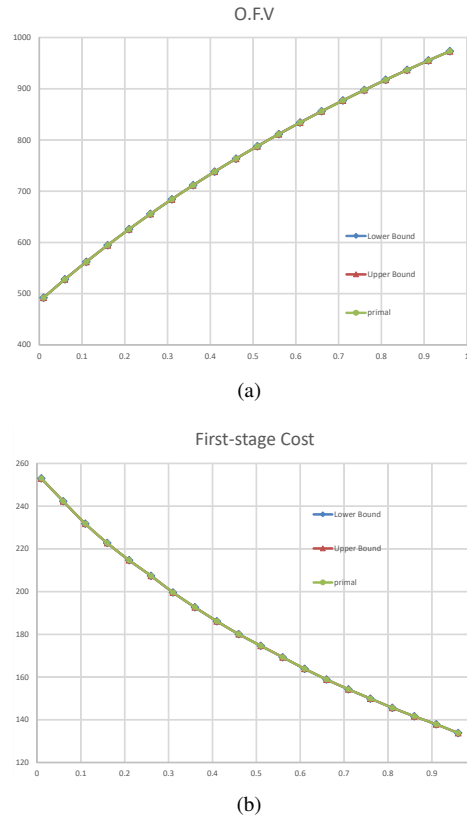 O.F.V
1000
900
800
700
600
500
400
Lower Bound
Upper Bound
primal
0 0.1 0.2 0.3 0.4 0.5 0.6 0.7 0.8 0.9 1
(a)
First-stage Cost
260
240
220
200
180
160
140
120
Lower Bound
Upper Bound
primal
0 0.1 0.2 0.3 0.4 0.5 0.6 0.7 0.8 0.9
(b)